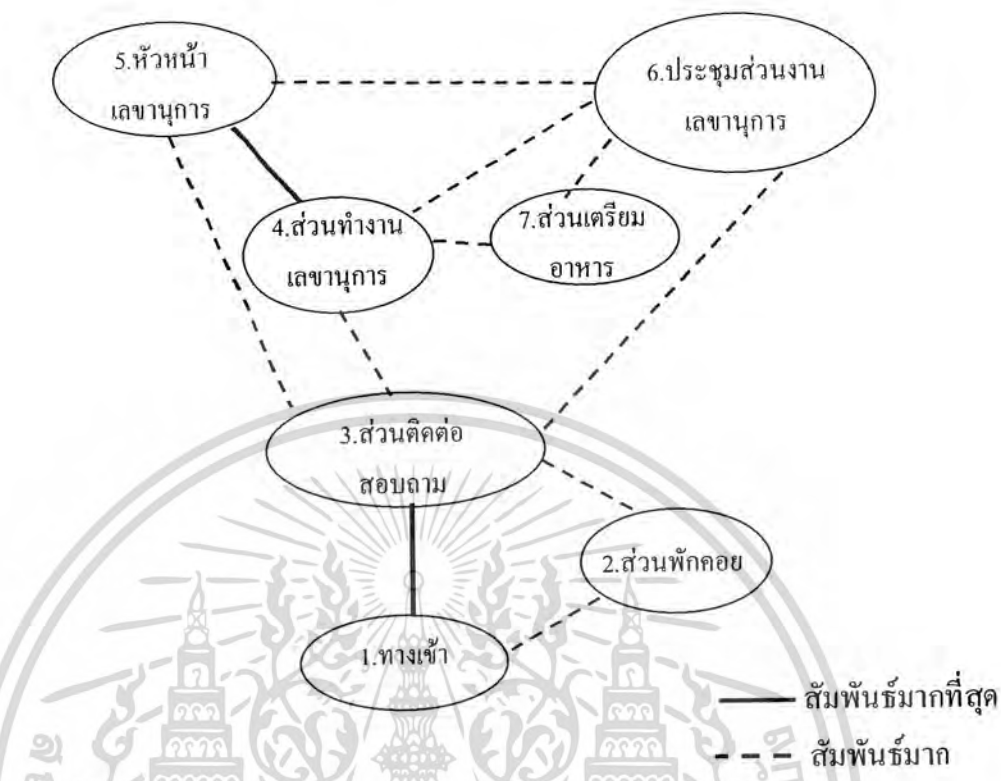 5.หัวหน้า
เลขานุการ
6.ประชุมส่วนงาน
เลขานุการ
4.ส่วนทำงาน
เลขานุการ
7.ส่วนเตรียม
อาหาร
3.ส่วนติดต่อ
สอบถาม
2.ส่วนพักคอย
1.ทางเข้า
สัมพันธ์มากที่สุด
สัมพันธ์มาก